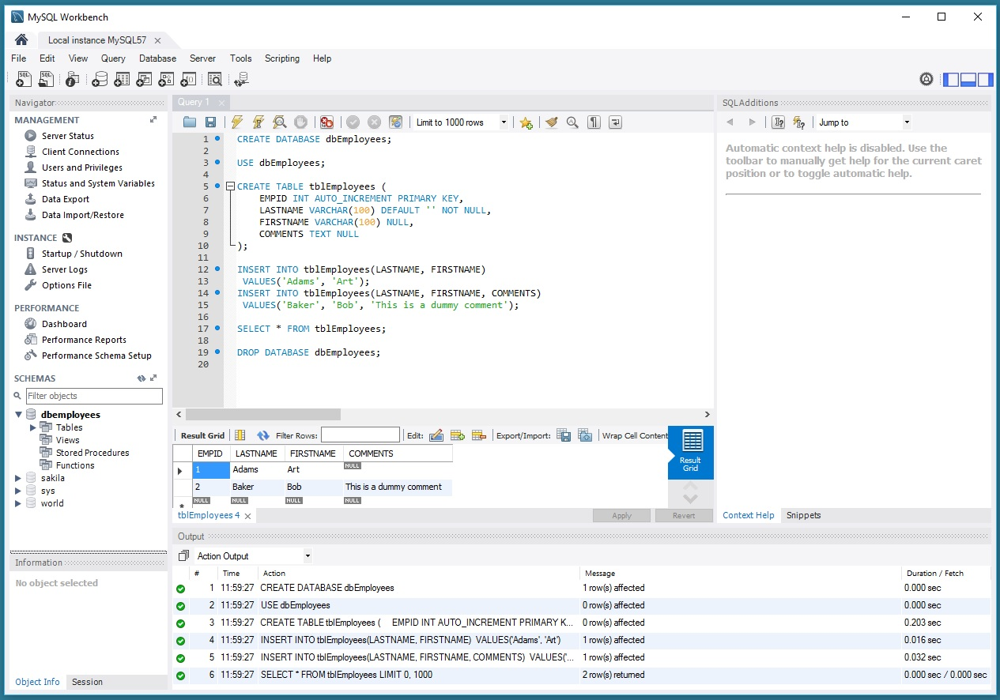 MySQL Workbench
Local instance MySQL57
File Edit View Query Database Server Tools Scripting Help
Navigator
MANAGEMENT
Server Status
Client Connections
Users and Privileges
Status and System Variables
Data Export
Data Import/Restore
INSTANCE
Startup / Shutdown
Server Logs
Options File
PERFORMANCE
Dashboard
Performance Reports
Performance Schema Setup
SCHEMAS
Filter objects
dbemployees
Tables
Views
Stored Procedures
Functions
sakila
sys
world
Information
No object selected
Object Info Session
Query 1
Limit to 1000 rows
1 CREATE DATABASE dbEmployees;
2
3 USE dbEmployees;
4
5 CREATE TABLE tblEmployees (
6 EMPID INT AUTO_INCREMENT PRIMARY KEY,
7 LASTNAME VARCHAR(100) DEFAULT '' NOT NULL,
8 FIRSTNAME VARCHAR(100) NULL,
9 COMMENTS TEXT NULL
10 );
11
12 INSERT INTO tblEmployees(LASTNAME, FIRSTNAME)
13 VALUES('Adams', 'Art');
14 INSERT INTO tblEmployees(LASTNAME, FIRSTNAME, COMMENTS)
15 VALUES('Baker', 'Bob', 'This is a dummy comment');
16
17 SELECT * FROM tblEmployees;
18
19 DROP DATABASE dbEmployees;
20
Result Grid Filter Rows: Edit: Export/Import: Wrap Cell Content
EMPID LASTNAME FIRSTNAME COMMENTS
1 Adams Art NULL
2 Baker Bob This is a dummy comment
* NULL NULL NULL NULL
Result
Grid
tblEmployees 4
Apply Revert
SQLAdditions
Jump to
Automatic context help is disabled. Use the
toolbar to manually get help for the current caret
position or to toggle automatic help.
Context Help Snippets
Output
Action Output
# Time Action Message Duration / Fetch
1 11:59:27 CREATE DATABASE dbEmployees 1 row(s) affected 0.000 sec
2 11:59:27 USE dbEmployees 0 row(s) affected 0.000 sec
3 11:59:27 CREATE TABLE tblEmployees ( EMPID INT AUTO_INCREMENT PRIMARY K... 0 row(s) affected 0.203 sec
4 11:59:27 INSERT INTO tblEmployees(LASTNAME, FIRSTNAME) VALUES('Adams', 'Art') 1 row(s) affected 0.016 sec
5 11:59:27 INSERT INTO tblEmployees(LASTNAME, FIRSTNAME, COMMENTS) VALUES('... 1 row(s) affected 0.032 sec
6 11:59:27 SELECT * FROM tblEmployees LIMIT 0, 1000 2 row(s) returned 0.000 sec / 0.000 sec